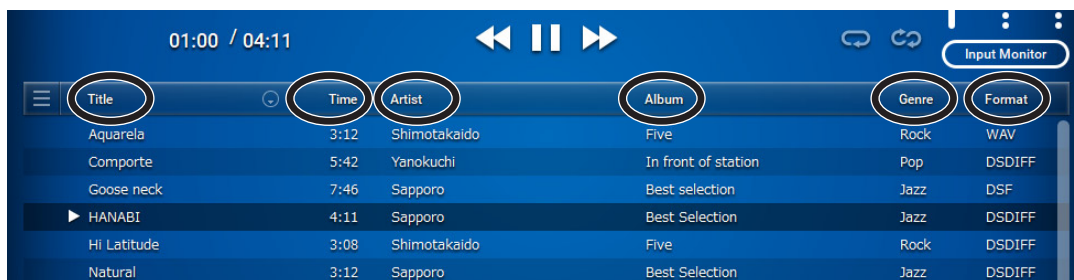 01:00 / 04:11
Input Monitor
Title Time Artist Album Genre Format
Aquarela 3:12 Shimotakaido Five Rock WAV
Comporte 5:42 Yanokuchi In front of station Pop DSDIFF
Goose neck 7:46 Sapporo Best selection Jazz DSF
HANABI 4:11 Sapporo Best Selection Jazz DSDIFF
Hi Latitude 3:08 Shimotakaido Five Rock DSDIFF
Natural 3:12 Sapporo Best Selection Jazz DSDIFF